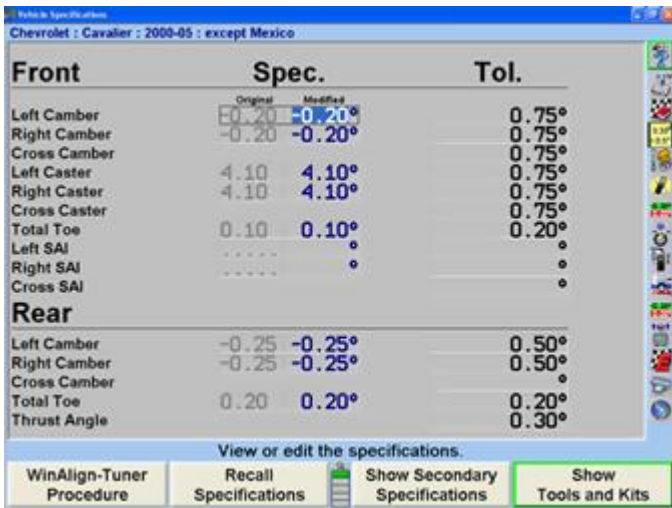 Vehicle Specifications
Chevrolet : Cavalier : 2000-05 : except Mexico
Front Spec. Tol.
Original Modified
Left Camber -0.20 -0.20° 0.75°
Right Camber -0.20 -0.20° 0.75°
Cross Camber 0.75°
Left Caster 4.10 4.10° 0.75°
Right Caster 4.10 4.10° 0.75°
Cross Caster 0.75°
Total Toe 0.10 0.10° 0.20°
Left SAI ..... ° °
Right SAI ..... ° °
Cross SAI °
Rear
Left Camber -0.25 -0.25° 0.50°
Right Camber -0.25 -0.25° 0.50°
Cross Camber °
Total Toe 0.20 0.20° 0.20°
Thrust Angle 0.30°
View or edit the specifications.
WinAlign-Tuner Recall Show Secondary Show
Procedure Specifications Specifications Tools and Kits